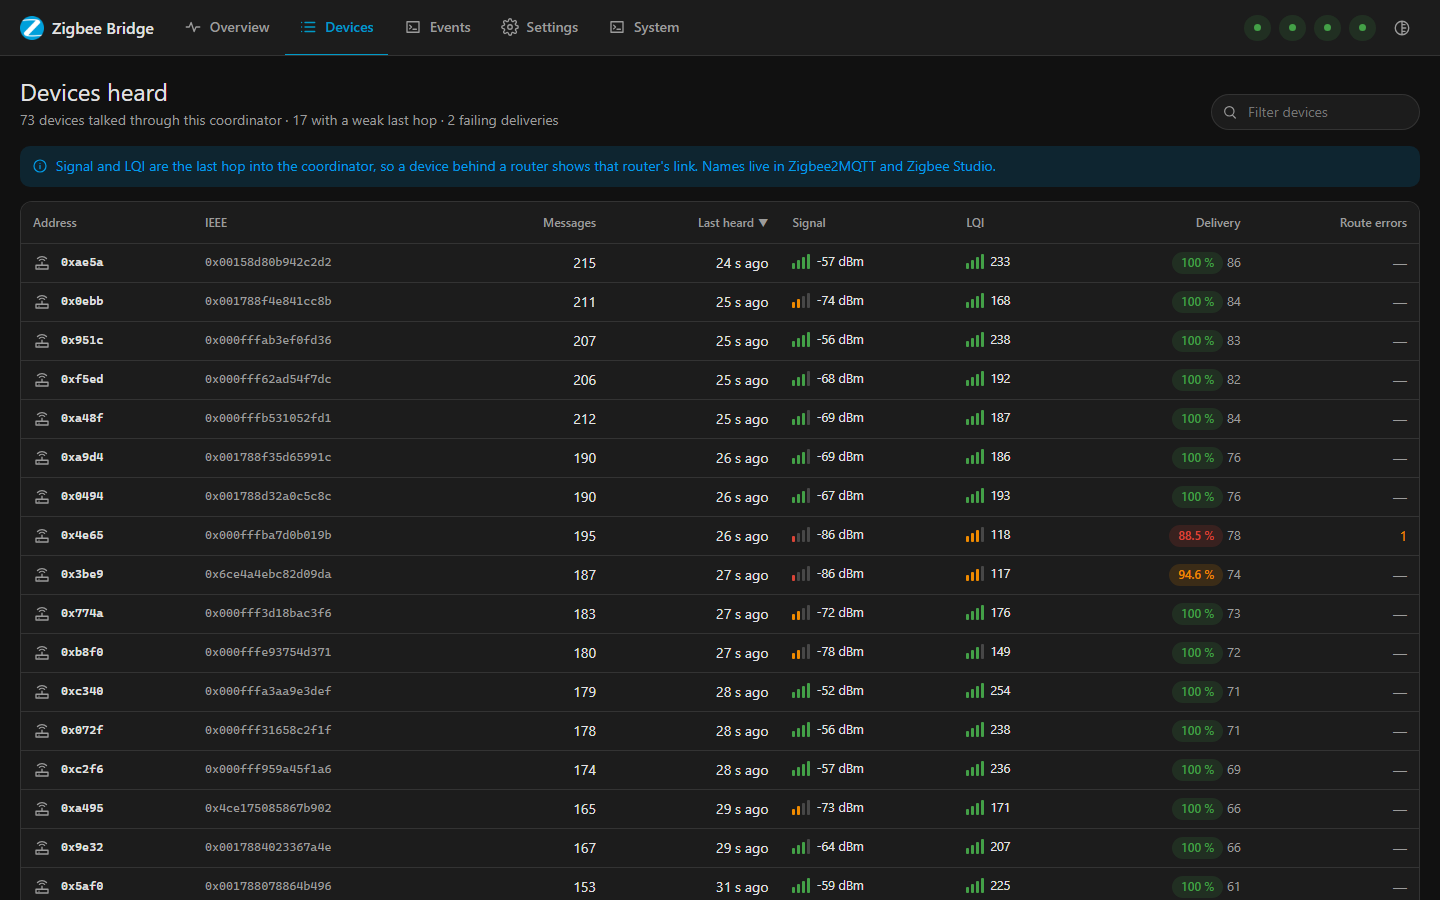 Zigbee Bridge Overview Devices Events Settings System
Devices heard
73 devices talked through this coordinator · 17 with a weak last hop · 2 failing deliveries
Filter devices
Signal and LQI are the last hop into the coordinator, so a device behind a router shows that router's link. Names live in Zigbee2MQTT and Zigbee Studio.
Address IEEE Messages Last heard ▼ Signal LQI Delivery Route errors
0xae5a 0x00158d80b942c2d2 215 24 s ago -57 dBm 233 100 % 86 —
0x0ebb 0x001788f4e841cc8b 211 25 s ago -74 dBm 168 100 % 84 —
0x951c 0x000fffab3ef0fd36 207 25 s ago -56 dBm 238 100 % 83 —
0xf5ed 0x000fff62ad54f7dc 206 25 s ago -68 dBm 192 100 % 82 —
0xa48f 0x000fffb531052fd1 212 25 s ago -69 dBm 187 100 % 84 —
0xa9d4 0x001788f35d65991c 190 26 s ago -69 dBm 186 100 % 76 —
0x0494 0x001788d32a0c5c8c 190 26 s ago -67 dBm 193 100 % 76 —
0x4e65 0x000fffba7d0b019b 195 26 s ago -86 dBm 118 88.5 % 78 1
0x3be9 0x6ce4a4ebc82d09da 187 27 s ago -86 dBm 117 94.6 % 74 —
0x774a 0x000fff3d18bac3f6 183 27 s ago -72 dBm 176 100 % 73 —
0xb8f0 0x000fffe93754d371 180 27 s ago -78 dBm 149 100 % 72 —
0xc340 0x000fffa3aa9e3def 179 28 s ago -52 dBm 254 100 % 71 —
0x072f 0x000fff31658c2f1f 178 28 s ago -56 dBm 238 100 % 71 —
0xc2f6 0x000fff959a45f1a6 174 28 s ago -57 dBm 236 100 % 69 —
0xa495 0x4ce175085867b902 165 29 s ago -73 dBm 171 100 % 66 —
0x9e32 0x0017884023367a4e 167 29 s ago -64 dBm 207 100 % 66 —
0x5af0 0x001788078864b496 153 31 s ago -59 dBm 225 100 % 61 —